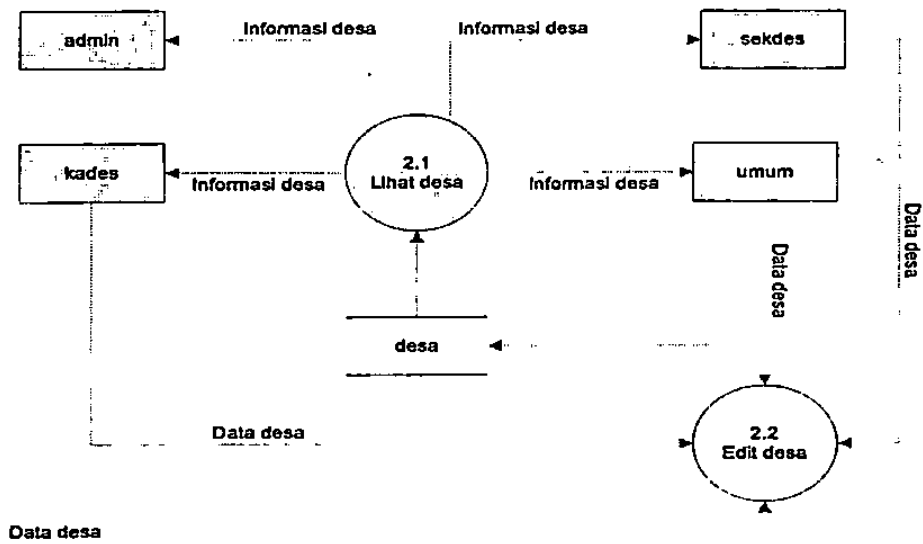 Informasi desa
Informasi desa
admin
sekdes
2.1
Lihat desa
kades
Informasi desa
Informasi desa
umum
Data desa
Data desa
desa
Data desa
2.2
Edit desa
Data desa